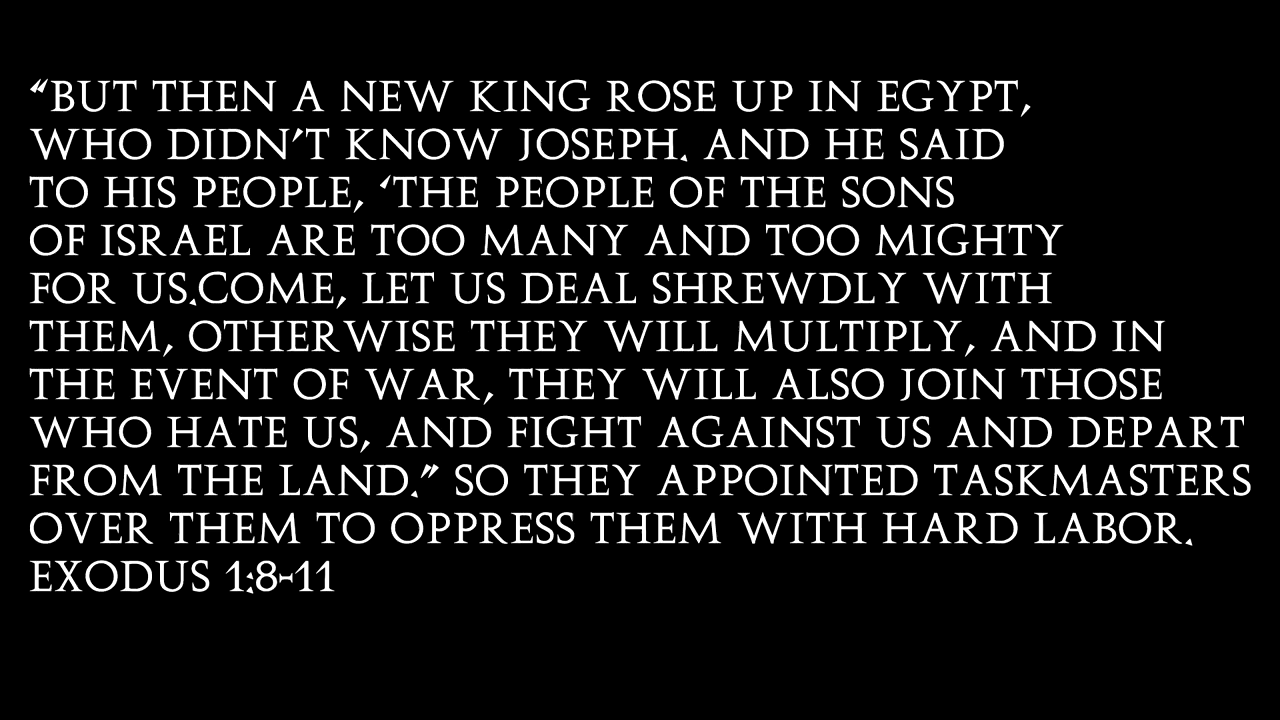 “BUT THEN A NEW KING ROSE UP IN EGYPT,
WHO DIDN’T KNOW JOSEPH. AND HE SAID
TO HIS PEOPLE, ‘THE PEOPLE OF THE SONS
OF ISRAEL ARE TOO MANY AND TOO MIGHTY
FOR US.COME, LET US DEAL SHREWDLY WITH
THEM, OTHERWISE THEY WILL MULTIPLY, AND IN
THE EVENT OF WAR, THEY WILL ALSO JOIN THOSE
WHO HATE US, AND FIGHT AGAINST US AND DEPART
FROM THE LAND.” SO THEY APPOINTED TASKMASTERS
OVER THEM TO OPPRESS THEM WITH HARD LABOR.
EXODUS 1:8-11